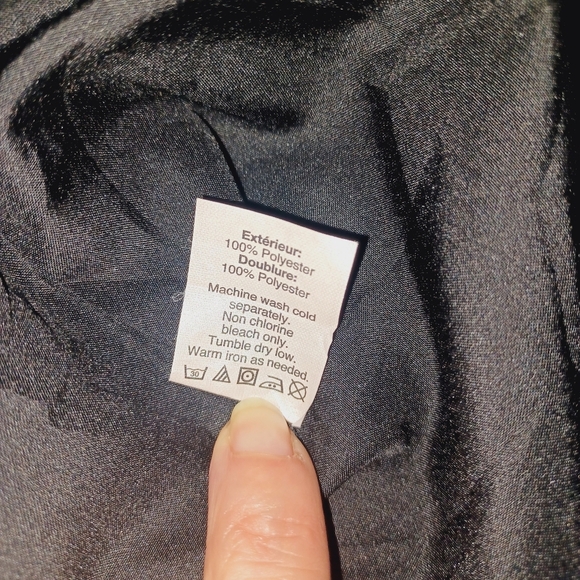 Extérieur:
100% Polyester
Doublure:
100% Polyester
Machine wash cold
separately.
Non chlorine
bleach only.
Tumble dry low.
Warm iron as needed.
30